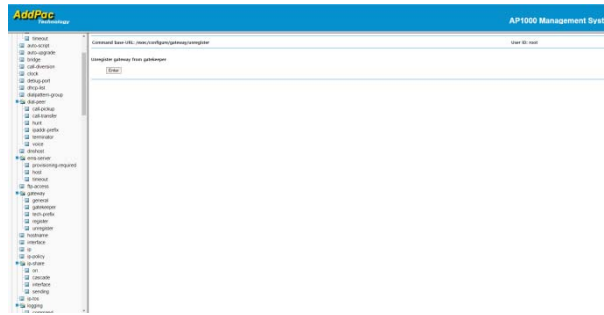 AddPac
Technology
AP1000 Management Syst
timeout
auto-script
auto-upgrade
bridge
call-diversion
clock
debug-port
dhcp-list
dialpattern-group
dial-peer
call-pickup
call-transfer
hunt
ipaddr-prefix
terminator
voice
dnshost
ems-server
provisioning-required
host
timeout
ftp-access
gateway
general
gatekeeper
tech-prefix
register
unregister
hostname
interface
ip
ip-policy
ip-share
on
cascade
interface
sending
ip-tos
logging
command
Command base-URL: /exec/configure/gateway/unregister
User ID: root
Unregister gateway from gatekeeper
Enter